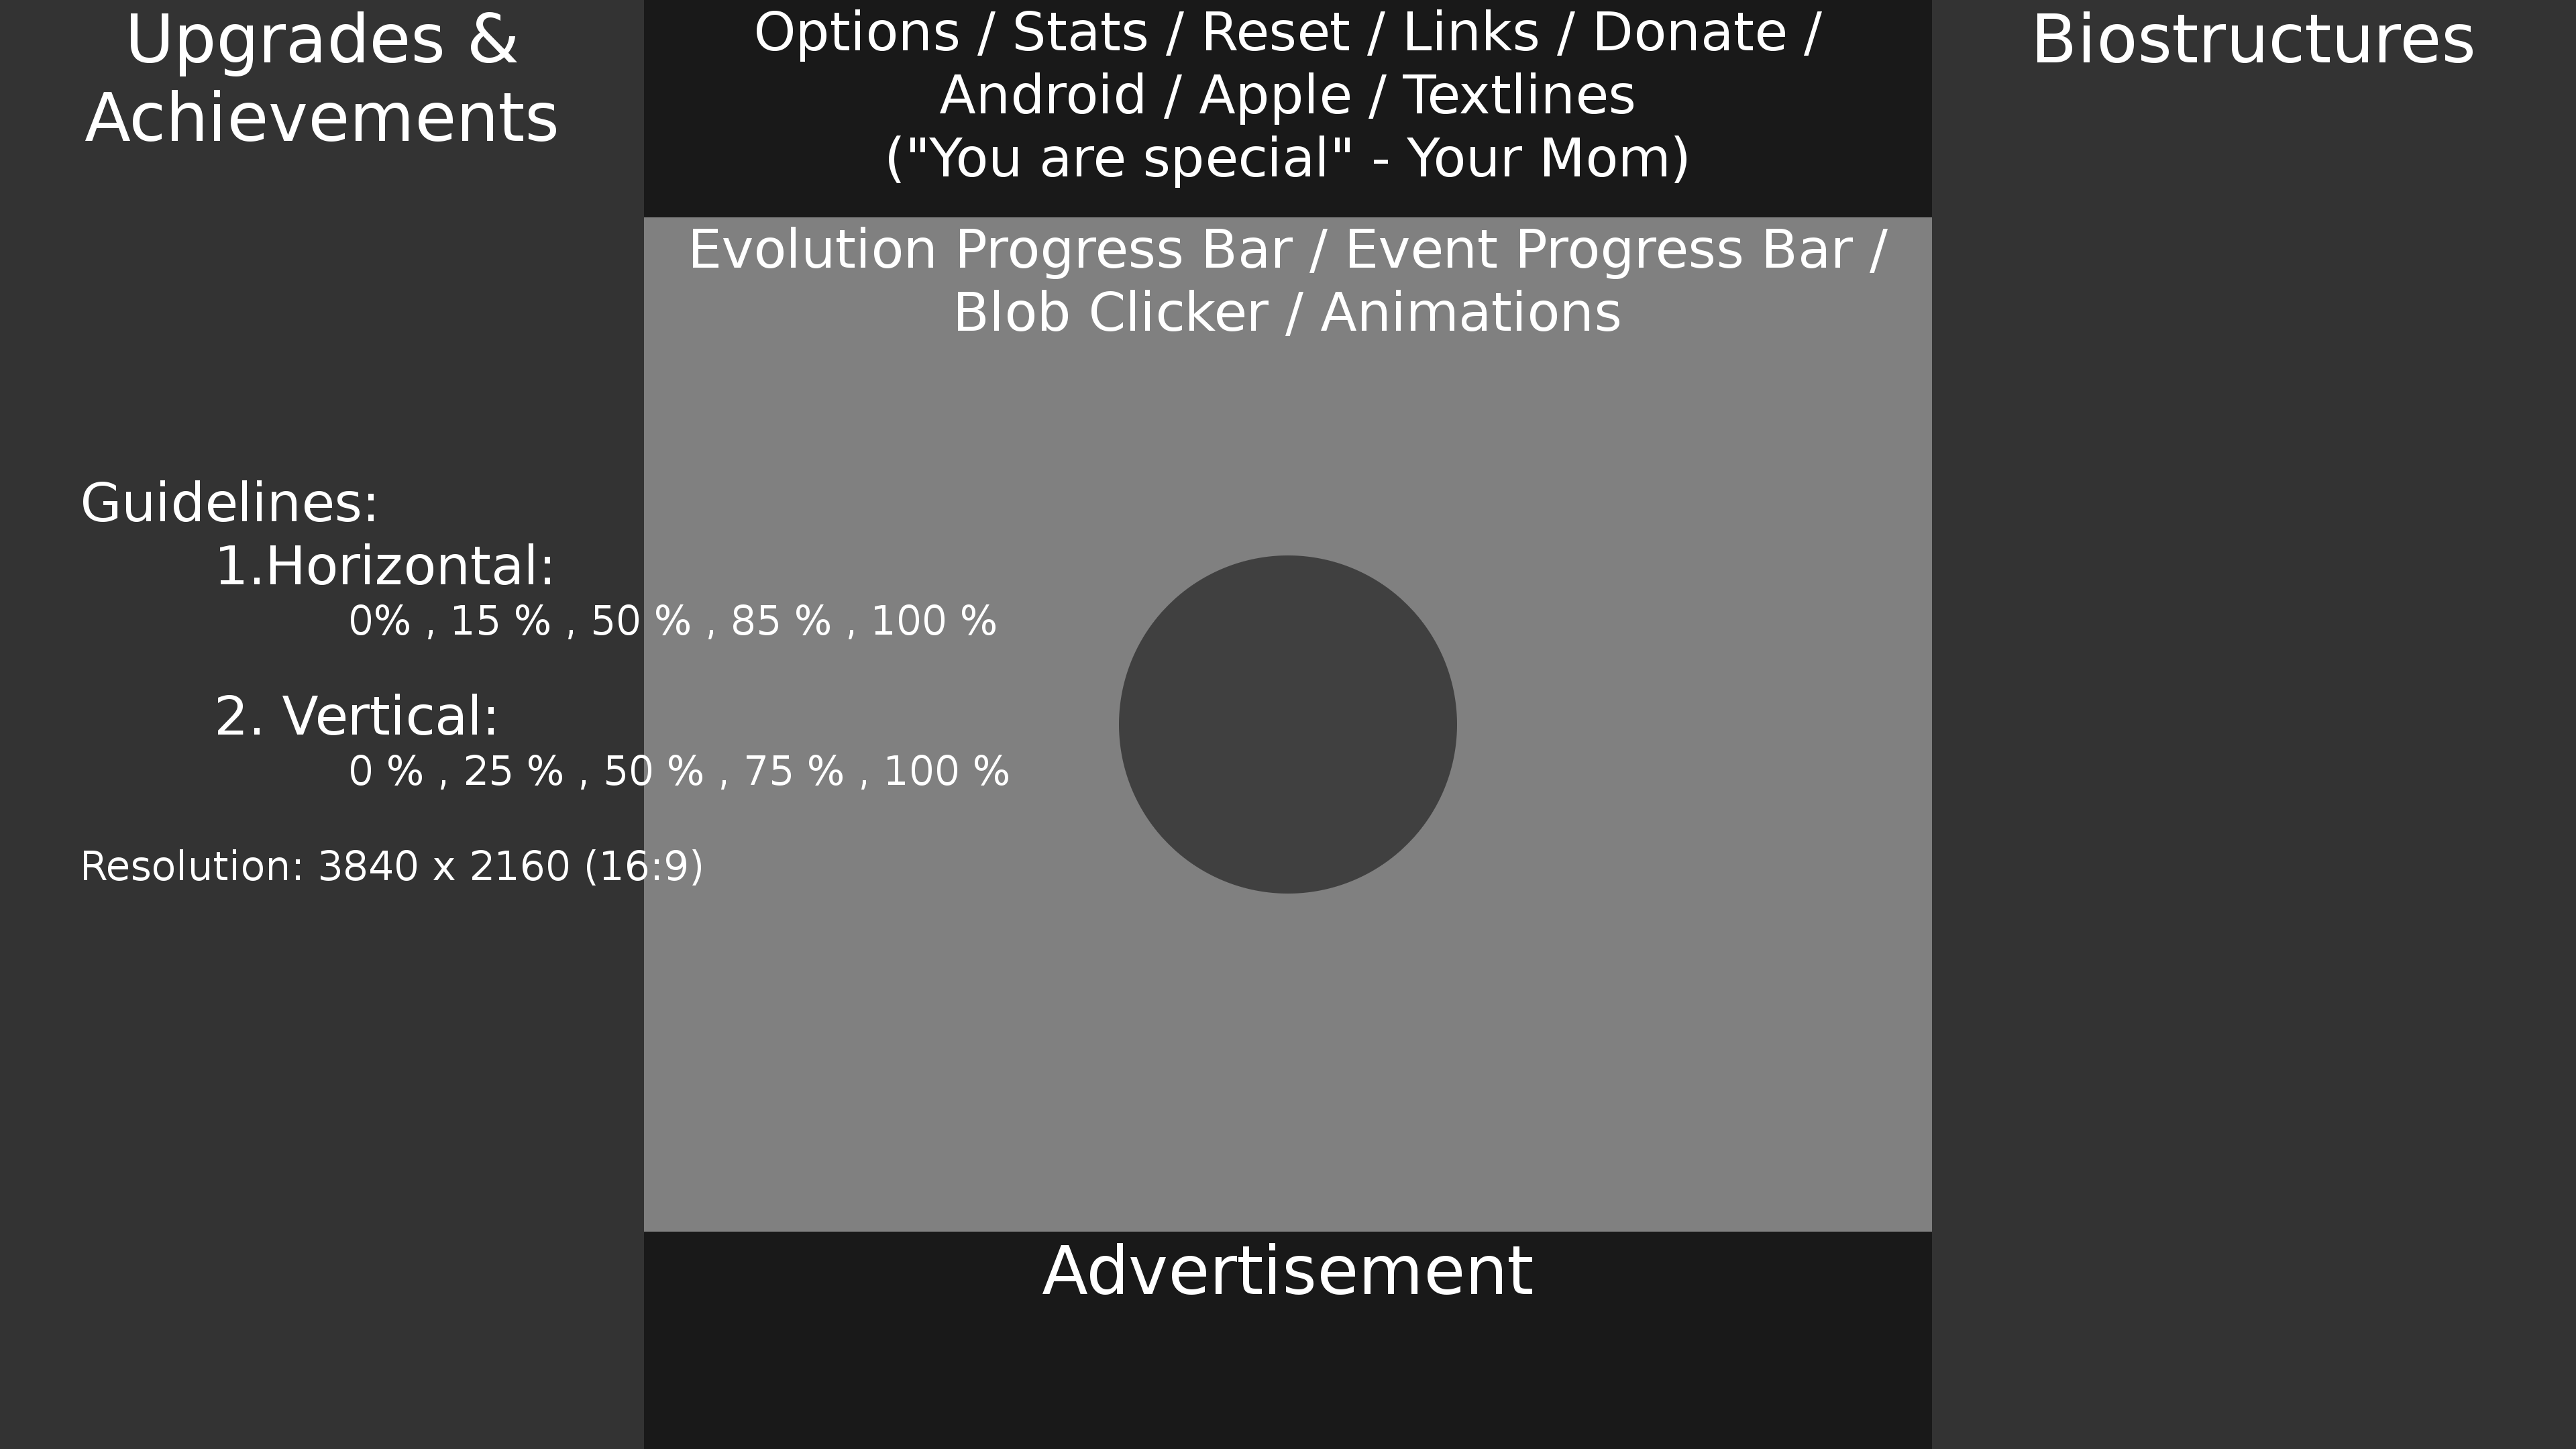 Upgrades &
Achievements
Options / Stats / Reset / Links / Donate /
Android / Apple / Textlines
("You are special" - Your Mom)
Biostructures
Evolution Progress Bar / Event Progress Bar /
Blob Clicker / Animations
Guidelines:
1.Horizontal:
0% , 15 % , 50 % , 85 % , 100 %
2. Vertical:
0 % , 25 % , 50 % , 75 % , 100 %
Resolution: 3840 x 2160 (16:9)
Advertisement